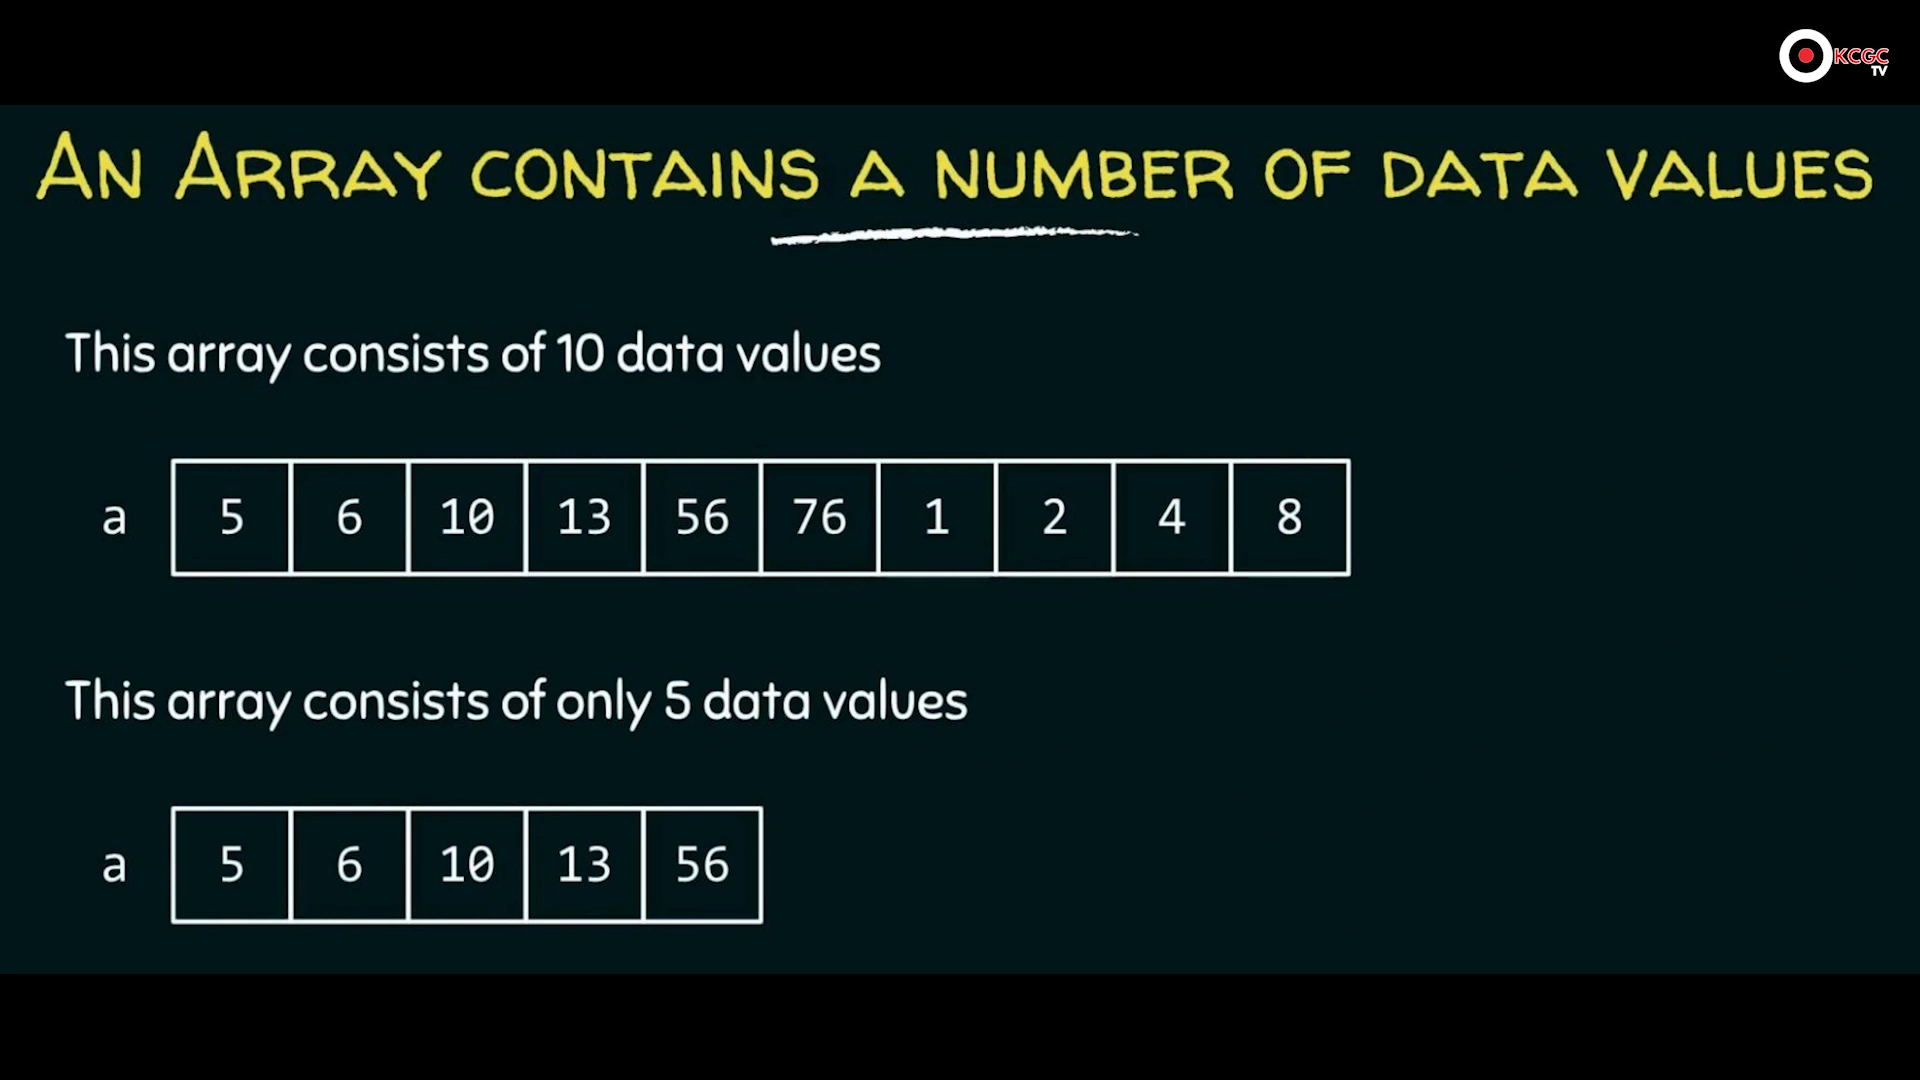 KCGC
TV
AN ARRAY CONTAINS A NUMBER OF DATA VALUES
This array consists of 10 data values
a 5 6 10 13 56 76 1 2 4 8
This array consists of only 5 data values
a 5 6 10 13 56